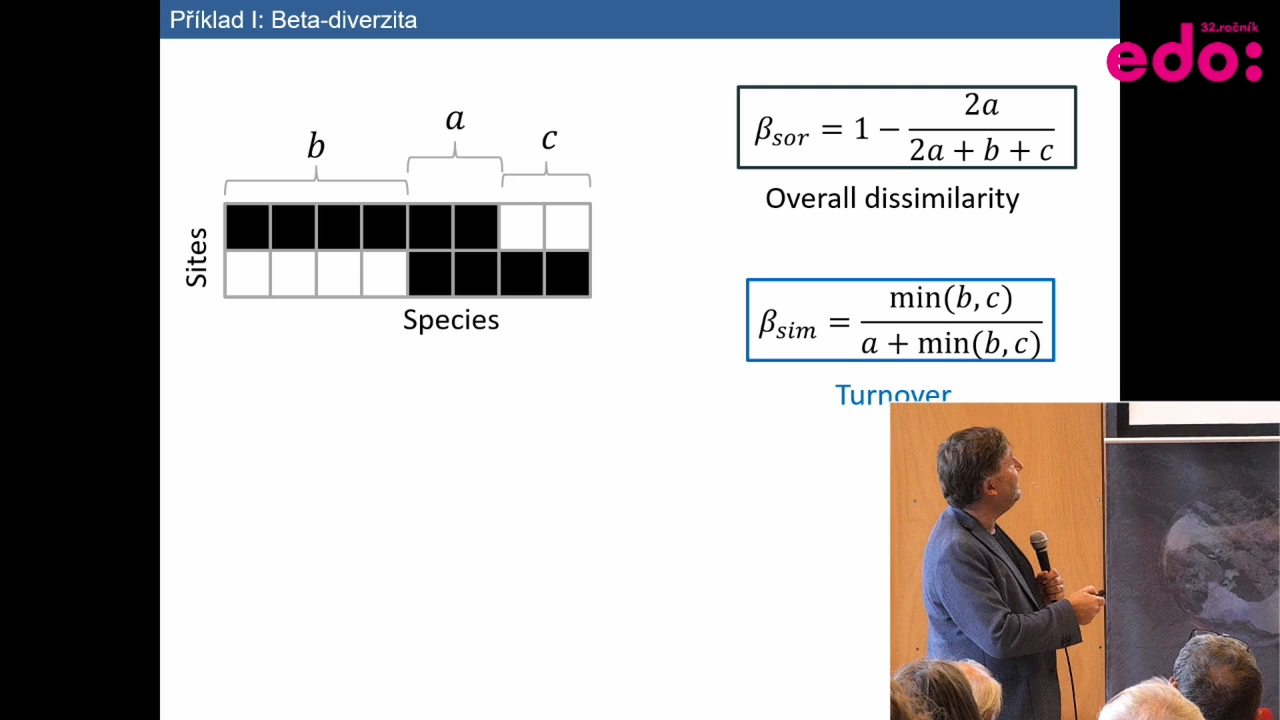 Příklad I: Beta-diverzita
32.ročník
edo:
b
a
c
Sites
Species
β_sor = 1 − 2a / (2a + b + c)
Overall dissimilarity
β_sim = min(b, c) / (a + min(b, c))
Turnover